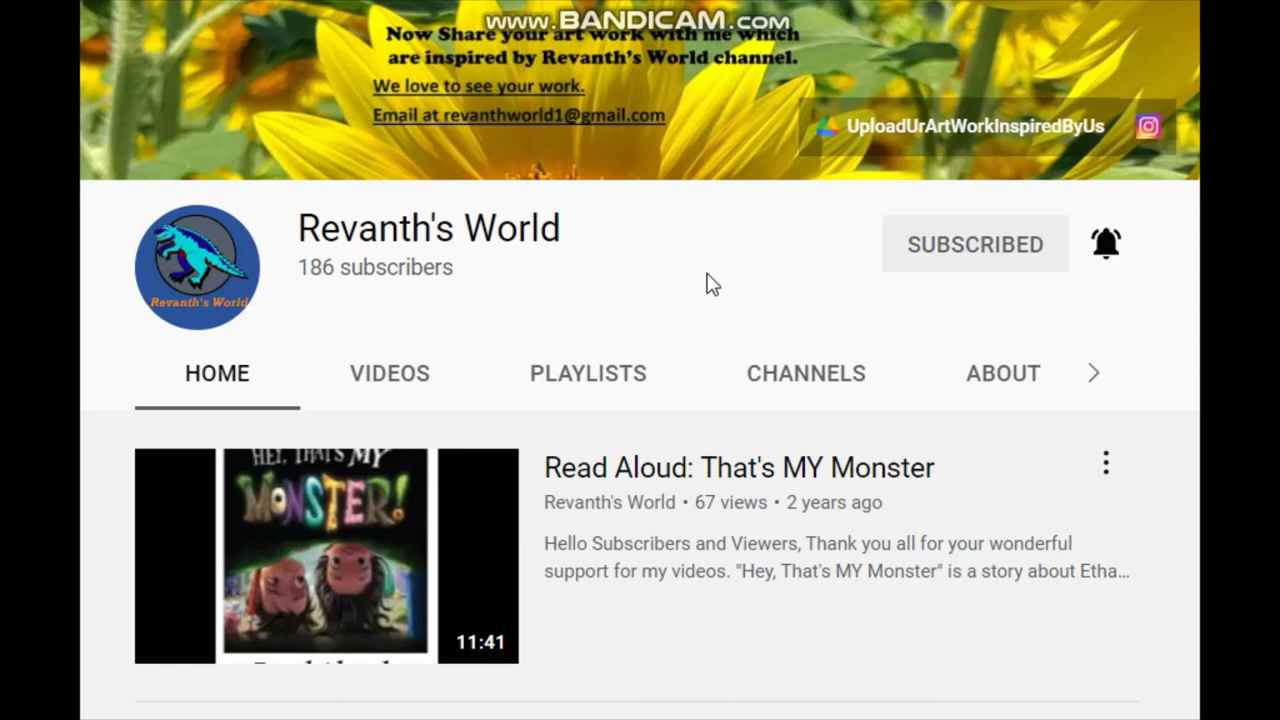 www.BANDICAM.com
Now Share your art work with me which
are inspired by Revanth's World channel.
We love to see your work.
Email at revanthworld1@gmail.com
UploadUrArtWorkInspiredByUs
Revanth's World
Revanth's World
186 subscribers
SUBSCRIBED
HOME VIDEOS PLAYLISTS CHANNELS ABOUT
HEY, THAT'S MY
MONSTER!
11:41
Read Aloud: That's MY Monster
Revanth's World • 67 views • 2 years ago
Hello Subscribers and Viewers, Thank you all for your wonderful
support for my videos. "Hey, That's MY Monster" is a story about Etha...